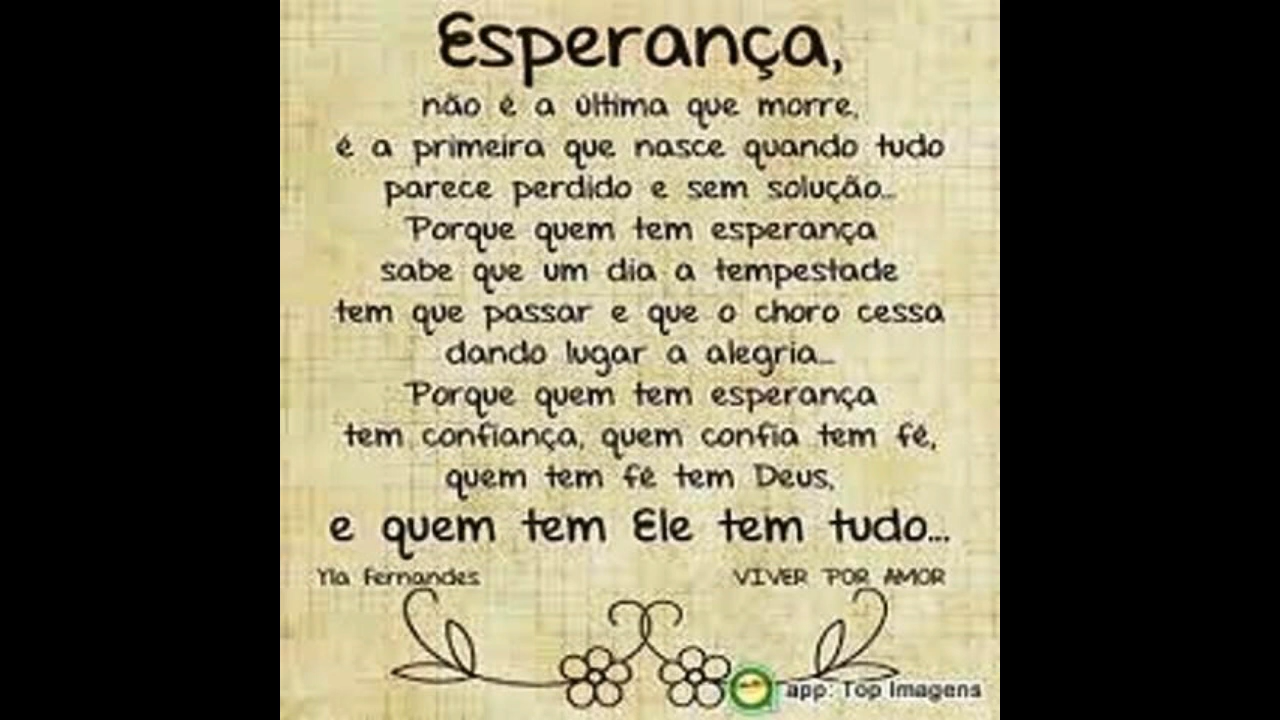 Esperança,
não é a última que morre,
é a primeira que nasce quando tudo
parece perdido e sem solução...
Porque quem tem esperança
sabe que um dia a tempestade
tem que passar e que o choro cessa
dando lugar a alegria...
Porque quem tem esperança
tem confiança, quem confia tem fé,
quem tem fé tem Deus,
e quem tem Ele tem tudo...
Yla Fernandes VIVER POR AMOR
app: Top Imagens